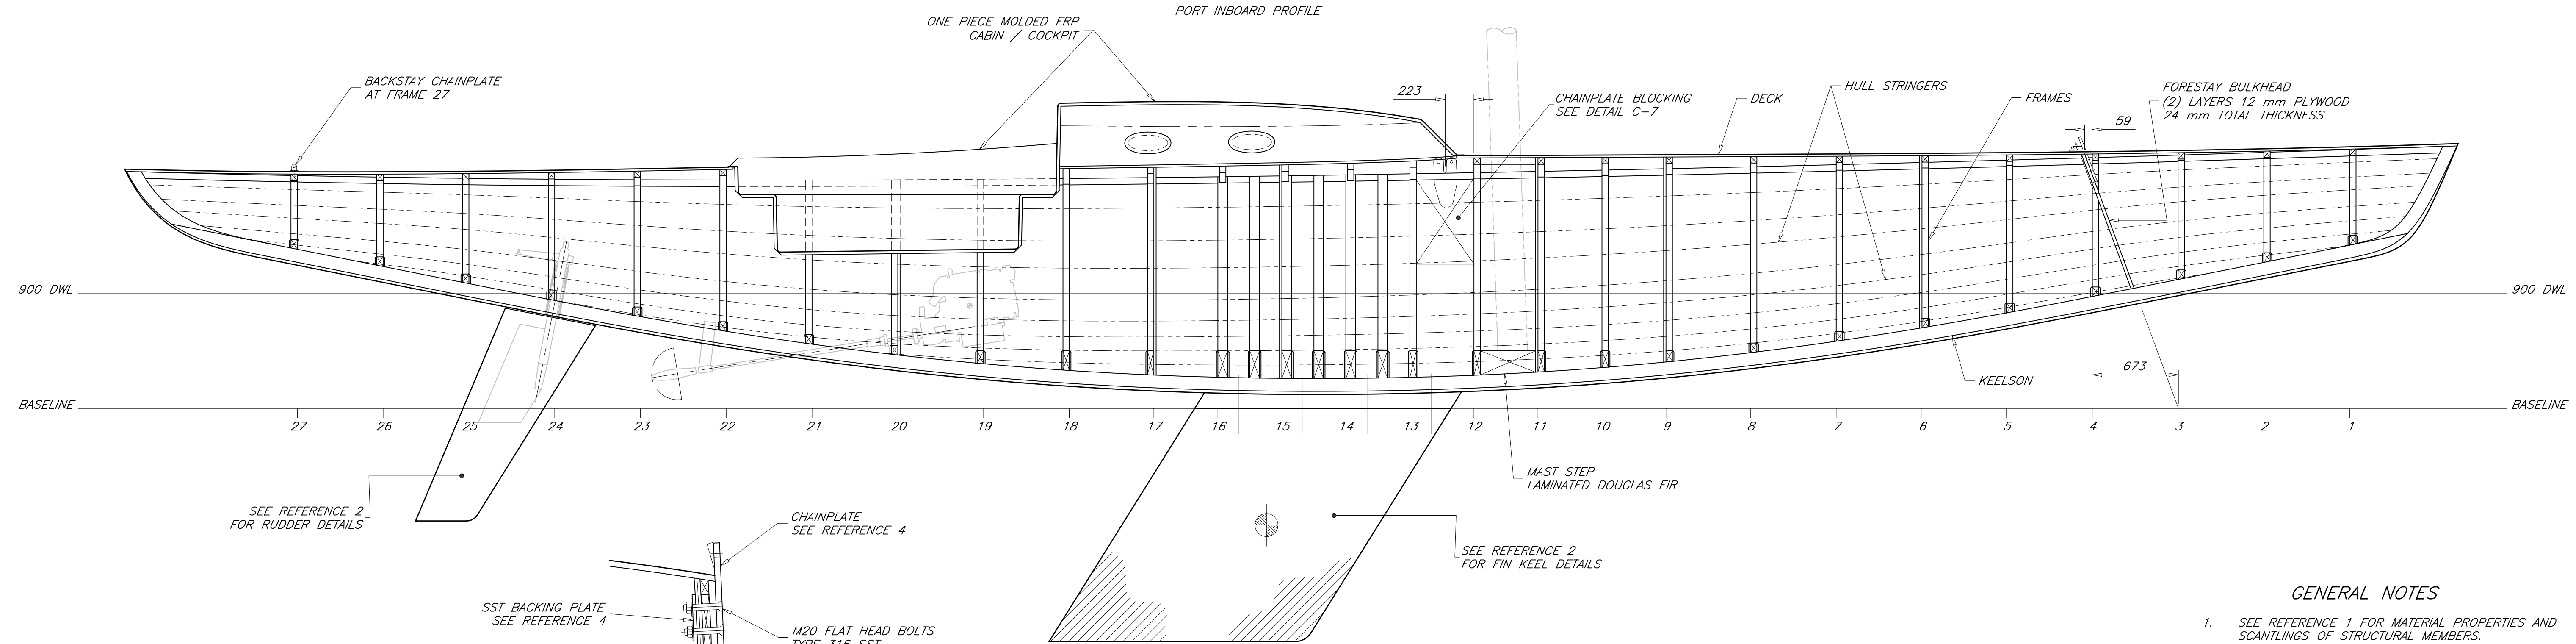 PORT INBOARD PROFILE
ONE PIECE MOLDED FRP
CABIN / COCKPIT
BACKSTAY CHAINPLATE
AT FRAME 27
223
CHAINPLATE BLOCKING
SEE DETAIL C-7
DECK
HULL STRINGERS
FRAMES
FORESTAY BULKHEAD
(2) LAYERS 12 mm PLYWOOD
24 mm TOTAL THICKNESS
59
900 DWL
900 DWL
673
KEELSON
BASELINE
BASELINE
27 26 25 24 23 22 21 20 19 18 17 16 15 14 13 12 11 10 9 8 7 6 5 4 3 2 1
MAST STEP
LAMINATED DOUGLAS FIR
SEE REFERENCE 2
FOR RUDDER DETAILS
CHAINPLATE
SEE REFERENCE 4
SEE REFERENCE 2
FOR FIN KEEL DETAILS
SST BACKING PLATE
SEE REFERENCE 4
M20 FLAT HEAD BOLTS
TYPE 316 SST
GENERAL NOTES
1. SEE REFERENCE 1 FOR MATERIAL PROPERTIES AND
SCANTLINGS OF STRUCTURAL MEMBERS.